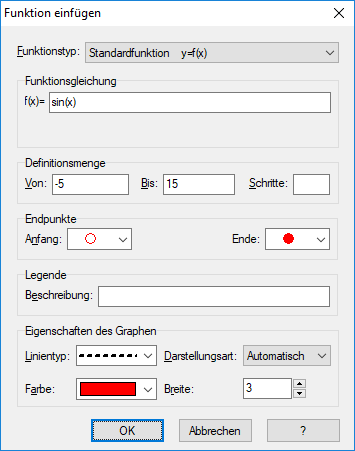 Funktion einfügen
Funktionstyp: Standardfunktion y=f(x)
Funktionsgleichung
f(x)= sin(x)
Definitionsmenge
Von: -5 Bis: 15 Schritte:
Endpunkte
Anfang: Ende:
Legende
Beschreibung:
Eigenschaften des Graphen
Linientyp: Darstellungsart: Automatisch
Farbe: Breite: 3
OK Abbrechen ?